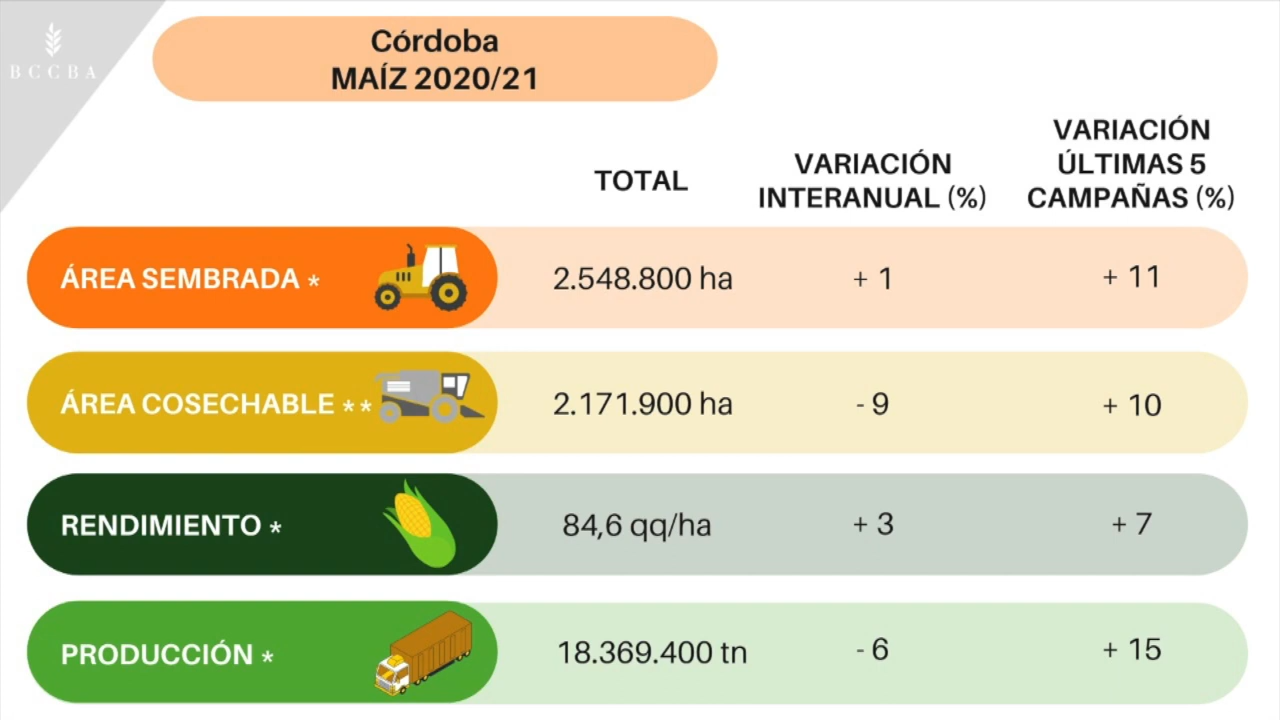 BCCBA
Córdoba
MAÍZ 2020/21
TOTAL
VARIACIÓN
INTERANUAL (%)
VARIACIÓN
ÚLTIMAS 5
CAMPAÑAS (%)
ÁREA SEMBRADA * 2.548.800 ha + 1 + 11
ÁREA COSECHABLE ** 2.171.900 ha - 9 + 10
RENDIMIENTO * 84,6 qq/ha + 3 + 7
PRODUCCIÓN * 18.369.400 tn - 6 + 15